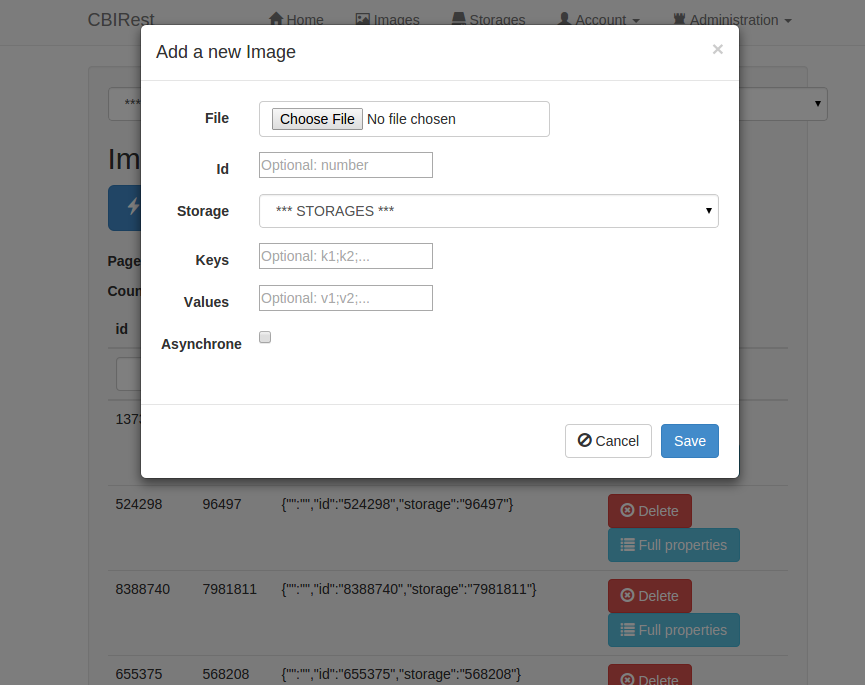 CBIRest Home Images Storages Account Administration
Add a new Image ×
***
File Choose File No file chosen
Im
Id Optional: number
Storage *** STORAGES ***
Page
Keys Optional: k1;k2;...
Coun
Values Optional: v1;v2;...
id
Asynchrone
137
Cancel Save
524298 96497 {"":"","id":"524298","storage":"96497"} Delete
Full properties
8388740 7981811 {"":"","id":"8388740","storage":"7981811"} Delete
Full properties
655375 568208 {"":"","id":"655375","storage":"568208"} Delete